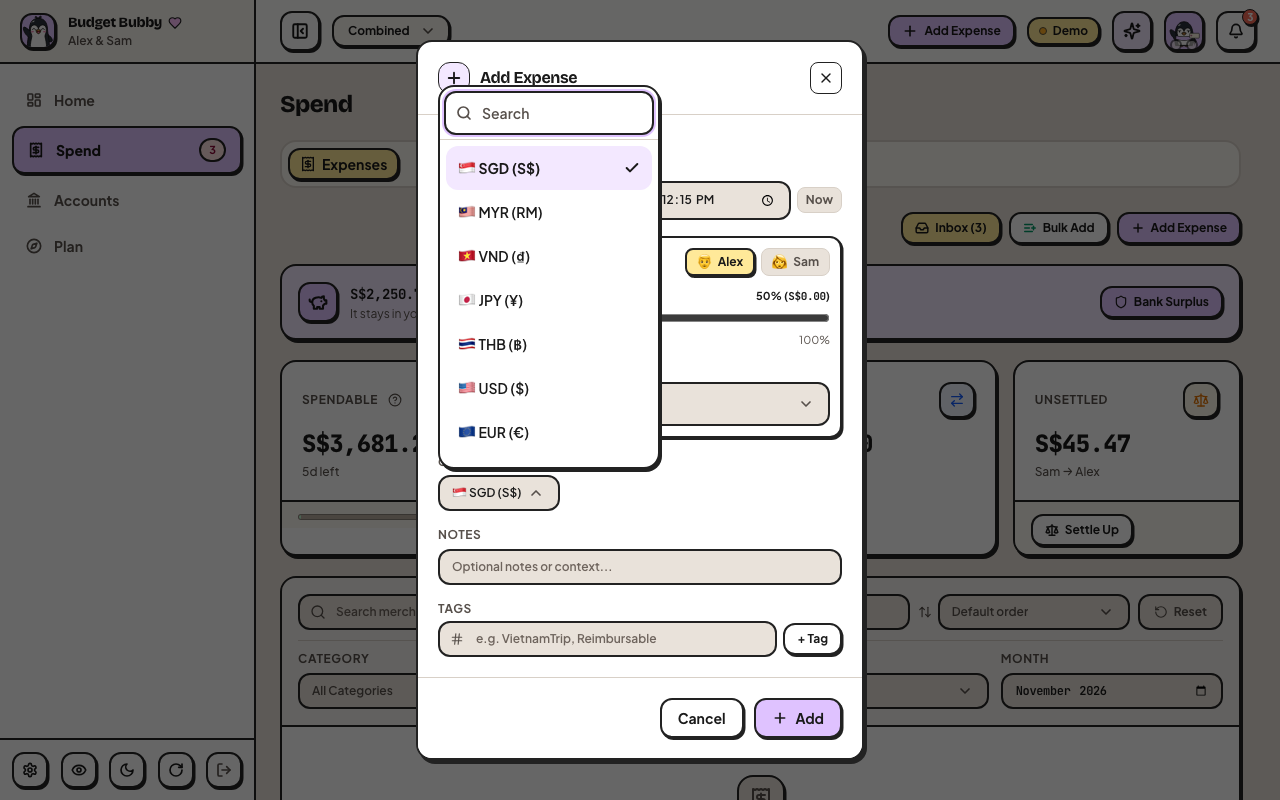 Budget Bubby
Alex & Sam
Combined
Add Expense
Demo
3
Home
Spend
3
Accounts
Plan
Spend
Expenses
Inbox (3)
Bulk Add
Add Expense
S$2,250.
It stays in yo
Bank Surplus
SPENDABLE
S$3,681.2
5d left
UNSETTLED
S$45.47
Sam → Alex
Settle Up
Search merch
Default order
Reset
CATEGORY
MONTH
All Categories
November 2026
Add Expense
Search
SGD (S$)
MYR (RM)
VND (₫)
JPY (¥)
THB (฿)
USD ($)
EUR (€)
12:15 PM
Now
Alex
Sam
50% (S$0.00)
100%
SGD (S$)
NOTES
Optional notes or context...
TAGS
# e.g. VietnamTrip, Reimbursable
+ Tag
Cancel
+ Add